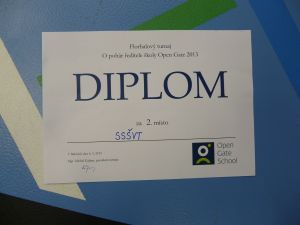 Florbalový turnaj
O pohár ředitele školy Open Gate 2013
DIPLOM
za 2. místo
SSŠVT
Open
Gate
School